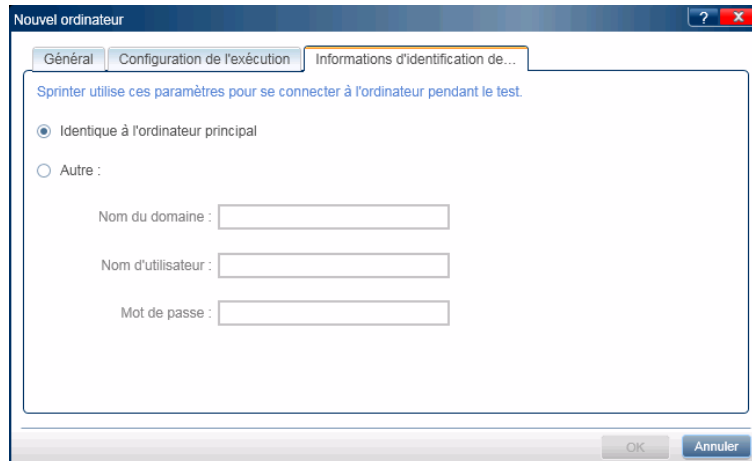 Nouvel ordinateur
? X
Général Configuration de l'exécution Informations d'identification de...
Sprinter utilise ces paramètres pour se connecter à l'ordinateur pendant le test.
Identique à l'ordinateur principal
Autre :
Nom du domaine :
Nom d'utilisateur :
Mot de passe :
OK Annuler